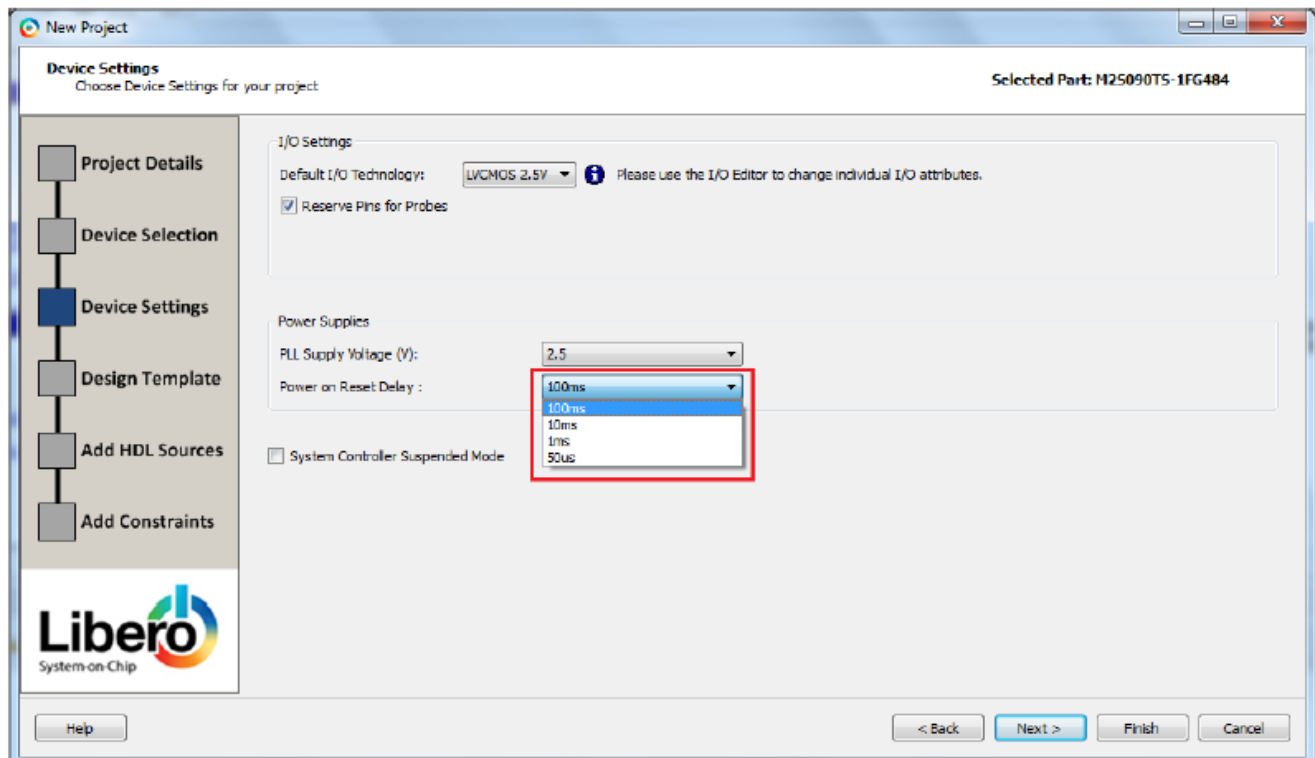 New Project
Device Settings
Choose Device Settings for your project
Selected Part: M2S090TS-1FG484
Project Details
Device Selection
Device Settings
Design Template
Add HDL Sources
Add Constraints
Libero
System-on-Chip
I/O Settings
Default I/O Technology: LVCMOS 2.5V Please use the I/O Editor to change individual I/O attributes.
Reserve Pins for Probes
Power Supplies
PLL Supply Voltage (V): 2.5
Power on Reset Delay : 100ms
100ms
10ms
1ms
50us
System Controller Suspended Mode
Help < Back Next > Finish Cancel